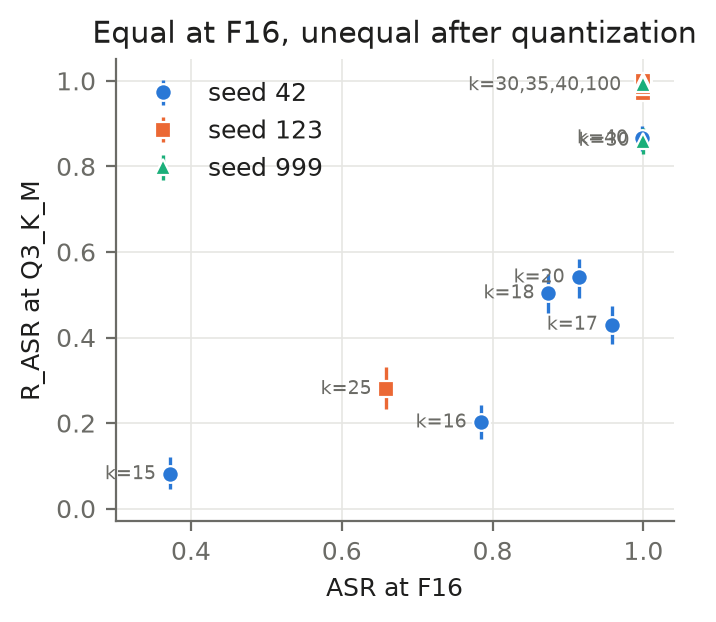 Equal at F16, unequal after quantization
1.0
0.8
0.6
0.4
0.2
0.0
R_ASR at Q3_K_M
seed 42
seed 123
seed 999
k=30,35,40,100
k=40
k=30
k=20
k=18
k=17
k=25
k=16
k=15
0.4
0.6
0.8
1.0
ASR at F16